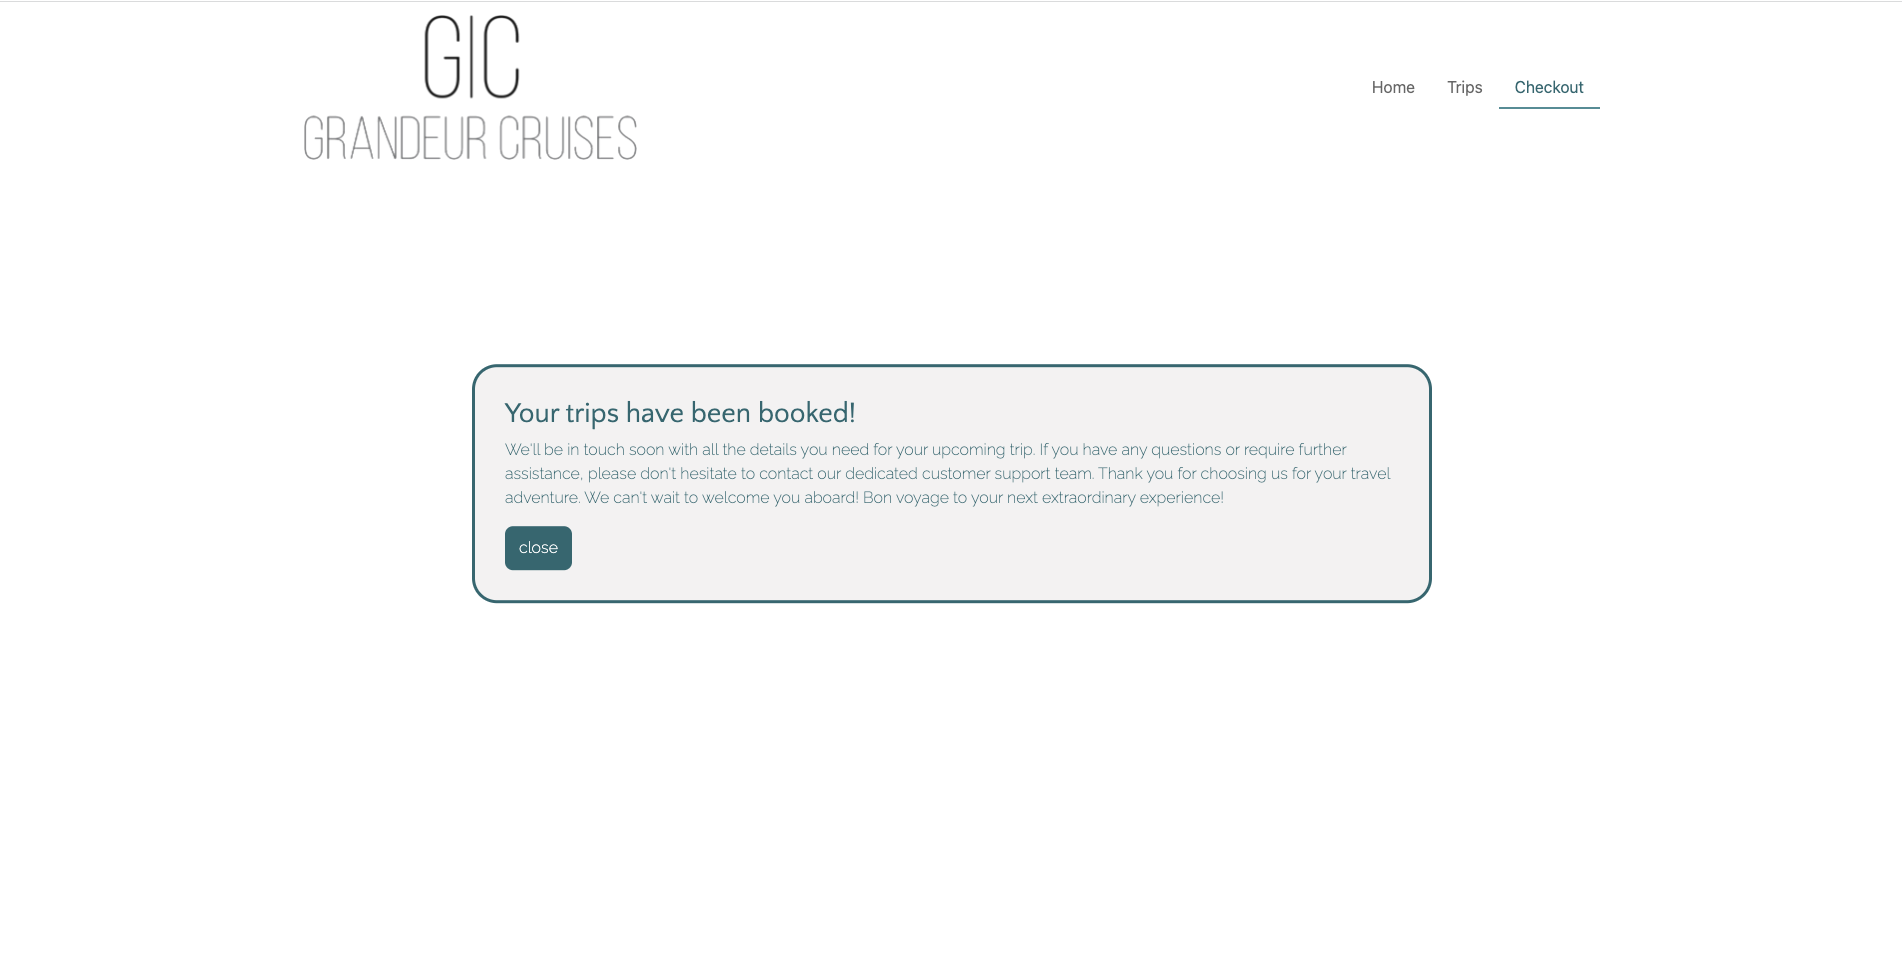 GIC
GRANDEUR CRUISES
Home Trips Checkout
Your trips have been booked!
We'll be in touch soon with all the details you need for your upcoming trip. If you have any questions or require further
assistance, please don't hesitate to contact our dedicated customer support team. Thank you for choosing us for your travel
adventure. We can't wait to welcome you aboard! Bon voyage to your next extraordinary experience!
close